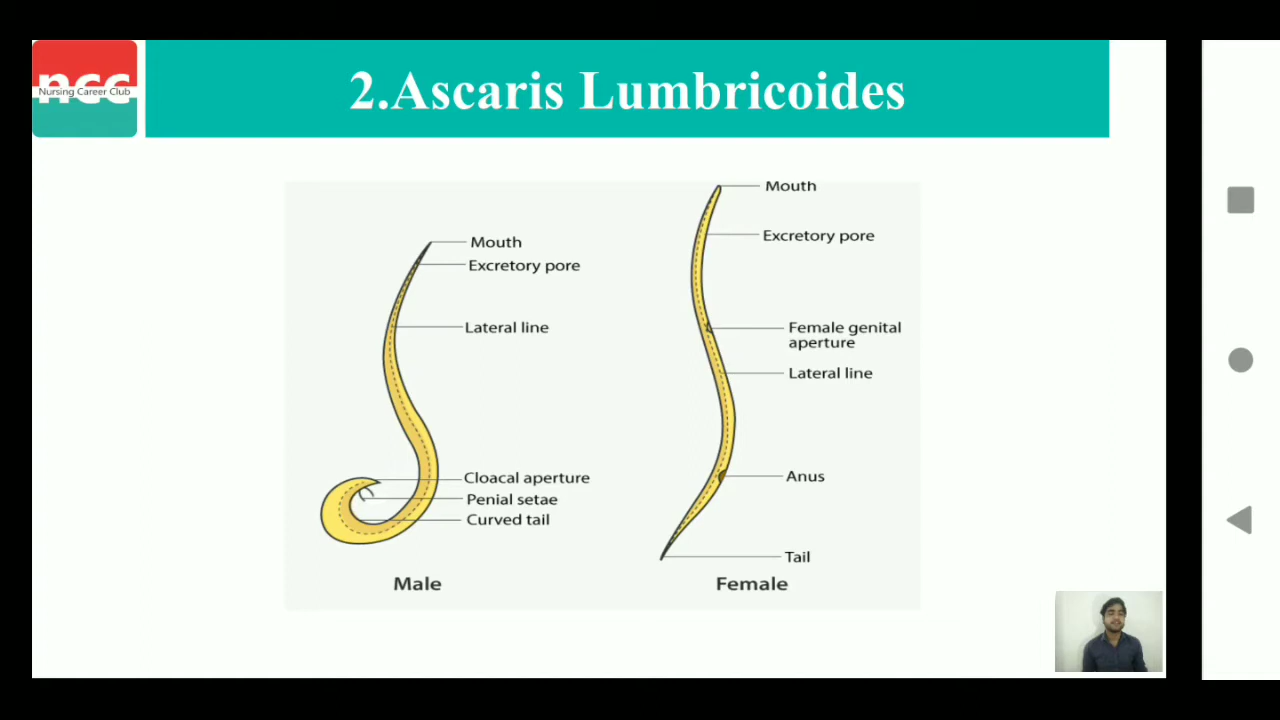 ncc
Nursing Career Club
2.Ascaris Lumbricoides
Mouth
Excretory pore
Lateral line
Cloacal aperture
Penial setae
Curved tail
Male
Mouth
Excretory pore
Female genital
aperture
Lateral line
Anus
Tail
Female